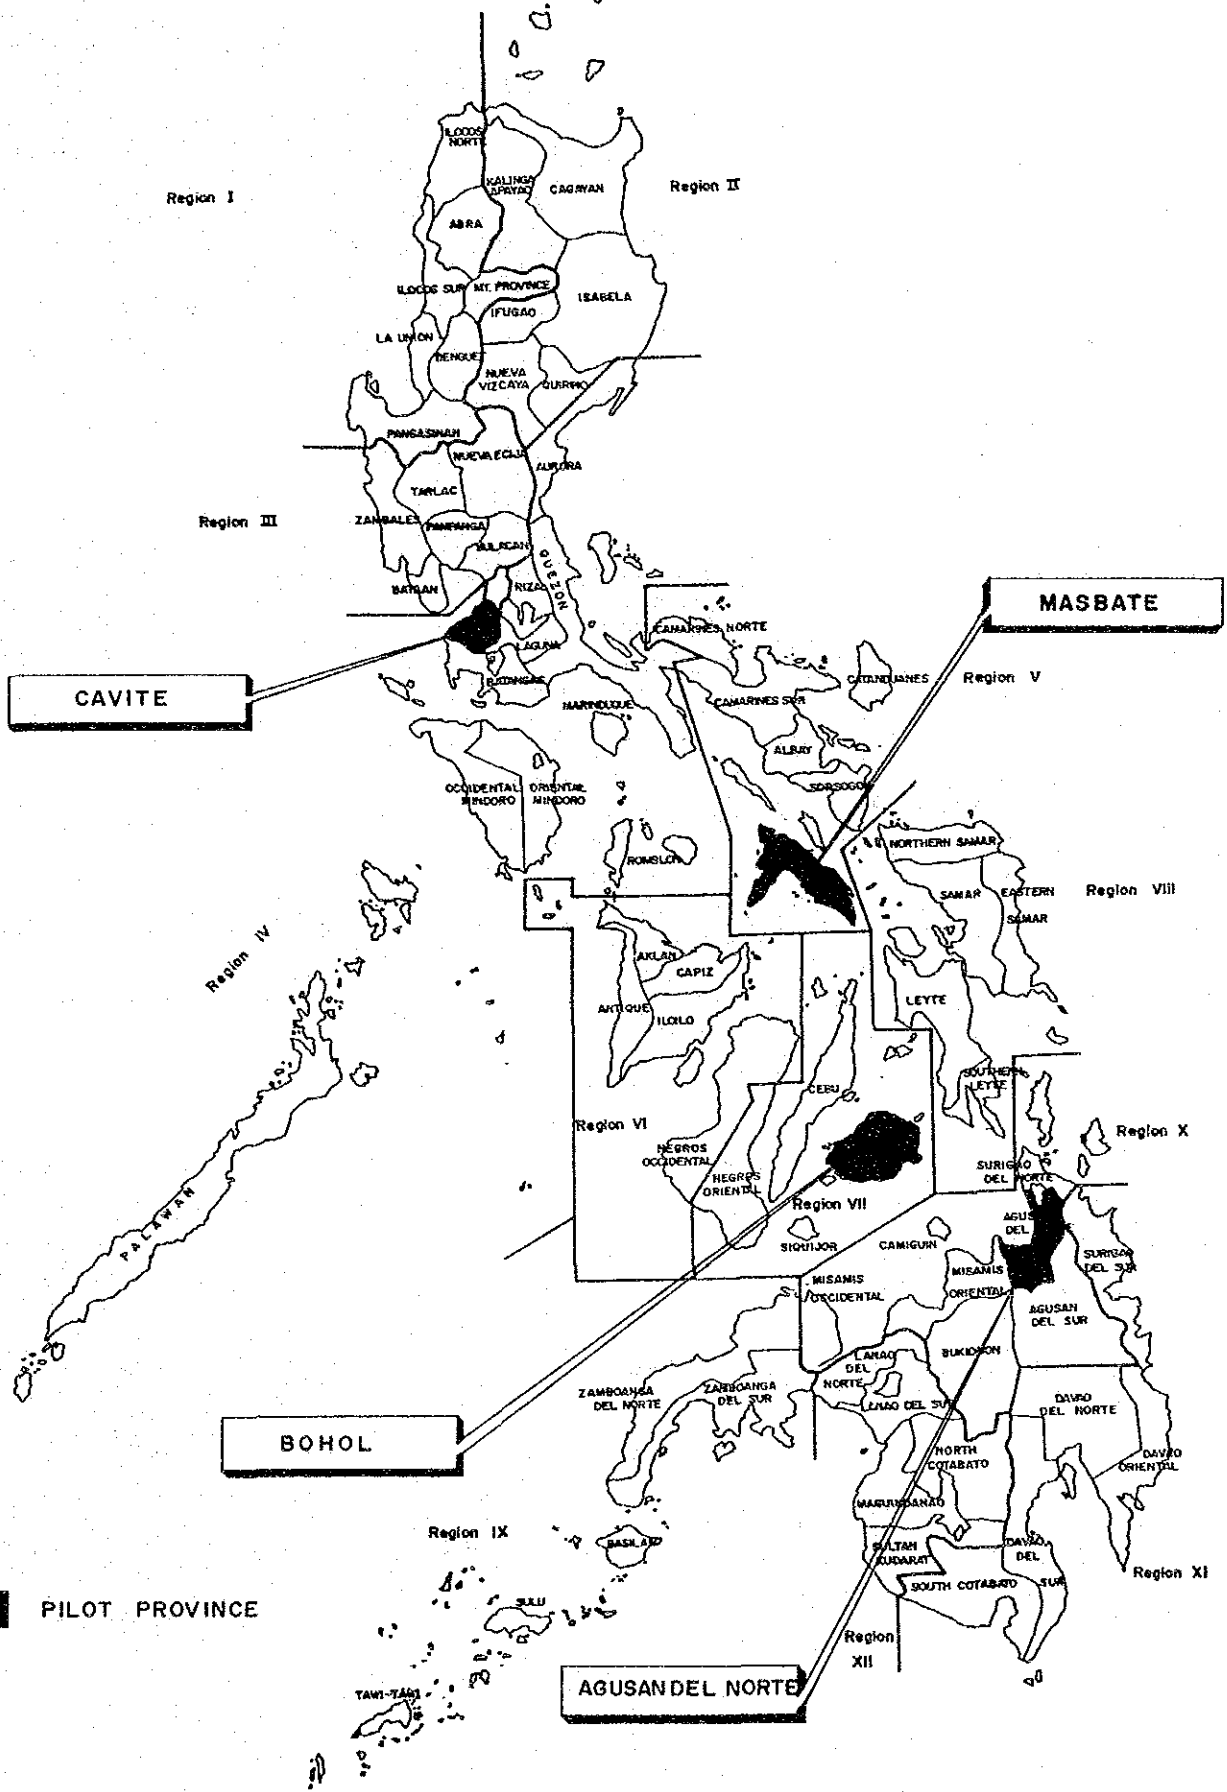 ILOCOS
NORTE
KALINGA
APAYAO
CAGAYAN
Region I
Region II
ABRA
ILOCOS SUR
MT. PROVINCE
ISABELA
IFUGAO
LA UNION
BENGUET
NUEVA
VIZCAYA
QUIRINO
PANGASINAN
NUEVA ECIJA
AURORA
TARLAC
Region III
ZAMBALES
PAMPANGA
BULACAN
QUEZON
BATAAN
RIZAL
MASBATE
CAMARINES NORTE
LAGUNA
CAVITE
BATANGAS
CATANDUANES
Region V
CAMARINES SUR
MARINDUQUE
ALBAY
OCCIDENTAL
MINDORO
ORIENTAL
MINDORO
SORSOGON
NORTHERN SAMAR
ROMBLON
SAMAR
EASTERN
SAMAR
Region VIII
Region IV
AKLAN
CAPIZ
LEYTE
ANTIQUE
ILOILO
SOUTHERN
LEYTE
CEBU
Region VI
Region X
NEGROS
OCCIDENTAL
SURIGAO
DEL NORTE
NEGROS
ORIENTAL
Region VII
PALAWAN
AGUS
DEL
SIQUIJOR
CAMIGUIN
SURIGAO
DEL SUR
MISAMIS
OCCIDENTAL
MISAMIS
ORIENTAL
AGUSAN
DEL SUR
LANAO
DEL
NORTE
BUKIDNON
ZAMBOANGA
DEL NORTE
ZAMBOANGA
DEL SUR
LANAO DEL SUR
DAVAO
DEL NORTE
BOHOL
NORTH
COTABATO
DAVAO
ORIENTAL
MAGUINDANAO
Region IX
BASILAN
SULTAN
KUDARAT
DAVAO
DEL
SUR
SOUTH COTABATO
Region XI
PILOT PROVINCE
SULU
Region
XII
AGUSAN DEL NORTE
TAWI-TAWI